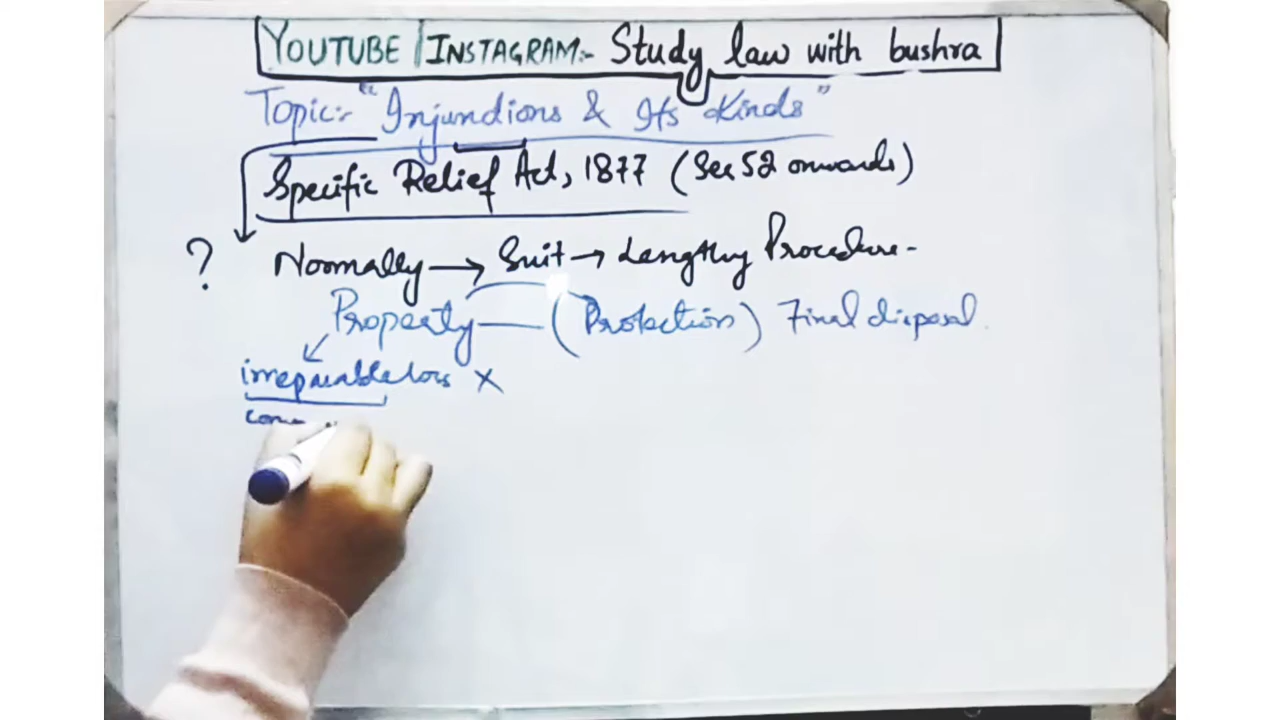 YOUTUBE | INSTAGRAM:- Study law with bushra
Topic:- "Injunctions & Its Kinds"
Specific Relief Act, 1877 (Sec 52 onwards)
? Normally → Suit → Lengthy Procedure-
Property — (Protection) Final disposal.
irreparable loss ×